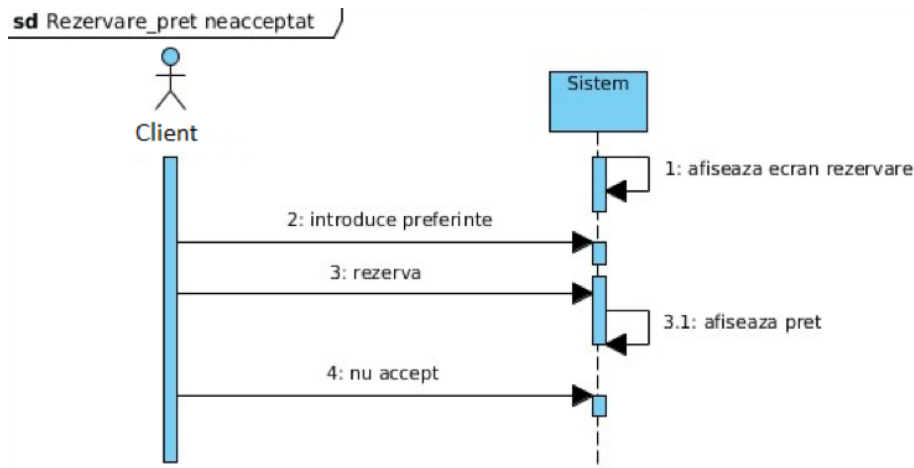 sd Rezervare_pret neacceptat
Client
Sistem
1: afiseaza ecran rezervare
2: introduce preferinte
3: rezerva
3.1: afiseaza pret
4: nu accept